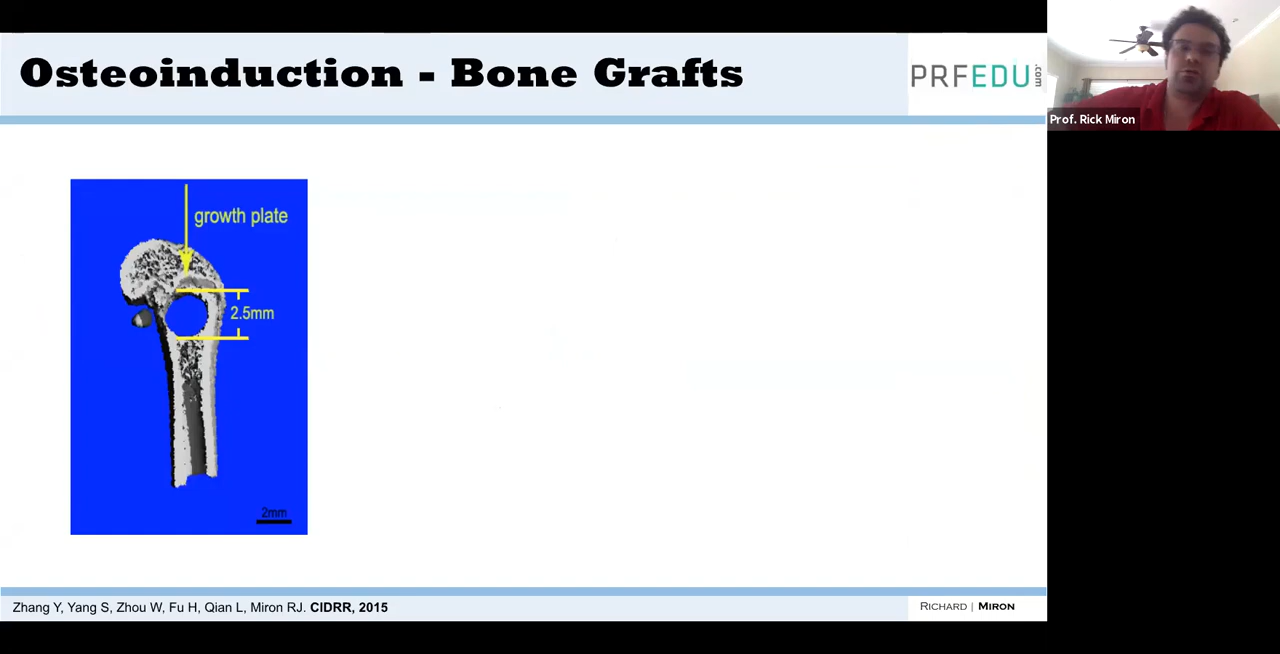 Osteoinduction - Bone Grafts
PRFEDU.com
Prof. Rick Miron
growth plate
2.5mm
2mm
Zhang Y, Yang S, Zhou W, Fu H, Qian L, Miron RJ. CIDRR, 2015
RICHARD | MIRON